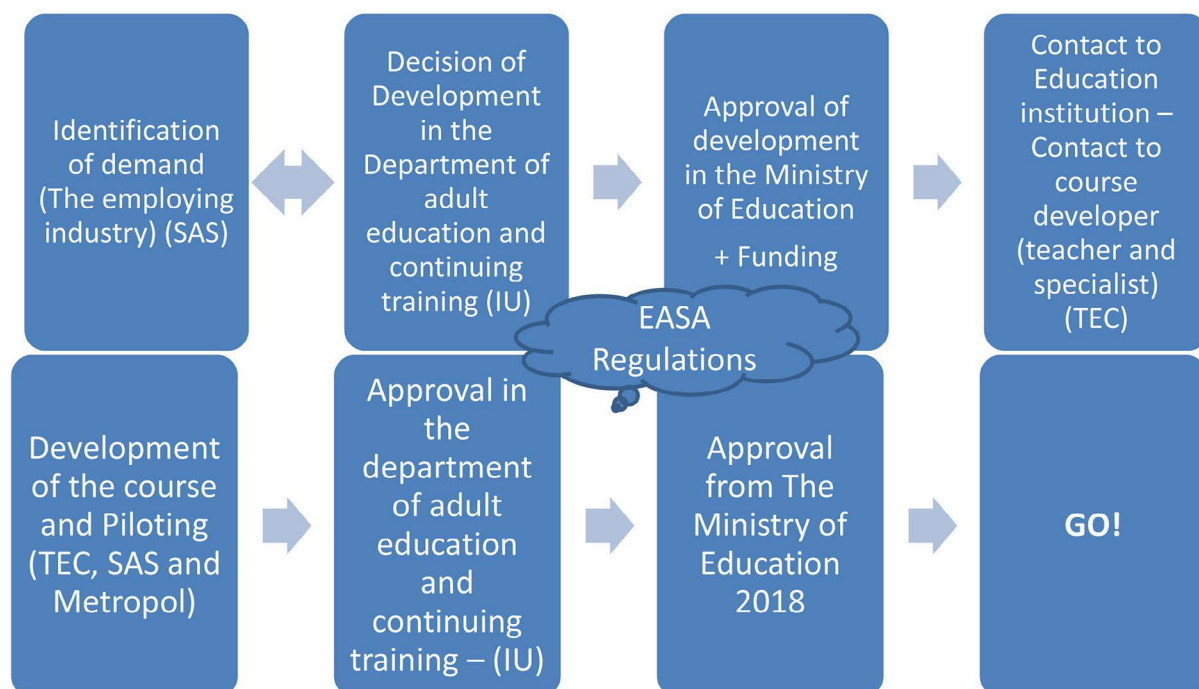 Identification
of demand
(The employing
industry) (SAS)
Decision of
Development
in the
Department of
adult
education and
continuing
training (IU)
Approval of
development
in the Ministry
of Education
+ Funding
Contact to
Education
institution –
Contact to
course
developer
(teacher and
specialist)
(TEC)
EASA
Regulations
Development
of the course
and Piloting
(TEC, SAS and
Metropol)
Approval in
the
department
of adult
education
and
continuing
training – (IU)
Approval
from The
Ministry of
Education
2018
GO!